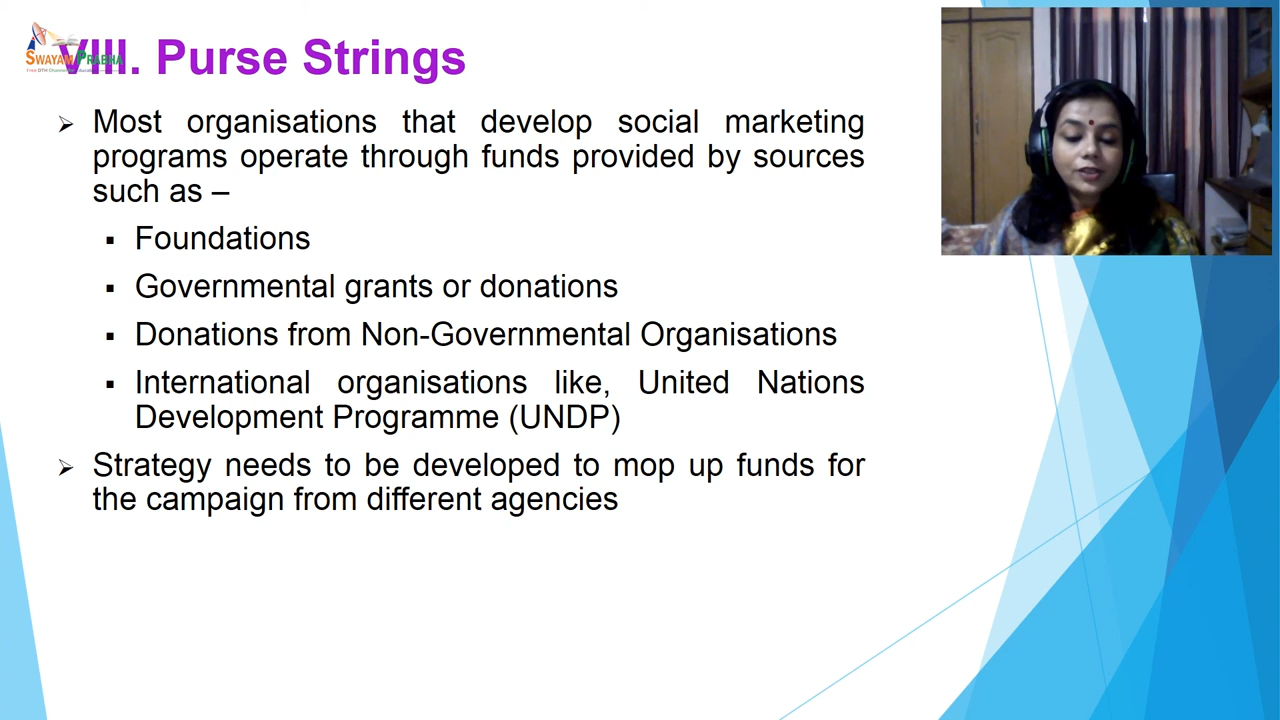 VIII. Purse Strings
SWAYAM PRABHA
➢ Most organisations that develop social marketing
programs operate through funds provided by sources
such as –
▪ Foundations
▪ Governmental grants or donations
▪ Donations from Non-Governmental Organisations
▪ International organisations like, United Nations
Development Programme (UNDP)
➢ Strategy needs to be developed to mop up funds for
the campaign from different agencies